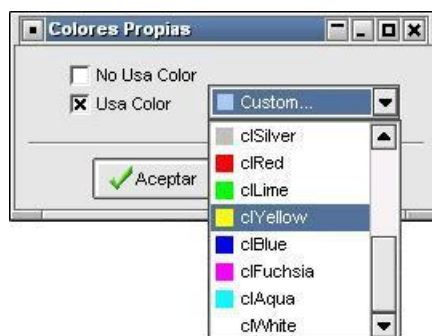 Colores Propias
No Usa Color
Usa Color
Custom...
clSilver
clRed
clLime
clYellow
clBlue
clFuchsia
clAqua
clWhite
Aceptar